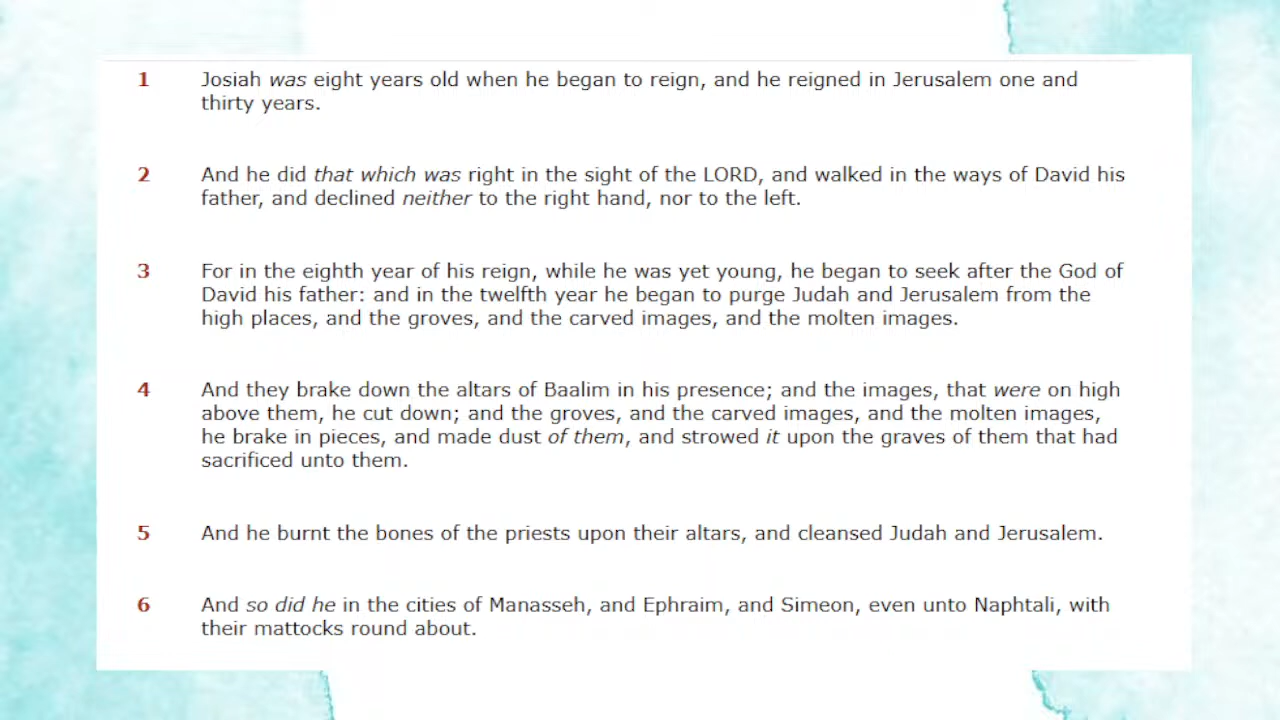 1 Josiah was eight years old when he began to reign, and he reigned in Jerusalem one and
thirty years.
2 And he did that which was right in the sight of the LORD, and walked in the ways of David his
father, and declined neither to the right hand, nor to the left.
3 For in the eighth year of his reign, while he was yet young, he began to seek after the God of
David his father: and in the twelfth year he began to purge Judah and Jerusalem from the
high places, and the groves, and the carved images, and the molten images.
4 And they brake down the altars of Baalim in his presence; and the images, that were on high
above them, he cut down; and the groves, and the carved images, and the molten images,
he brake in pieces, and made dust of them, and strowed it upon the graves of them that had
sacrificed unto them.
5 And he burnt the bones of the priests upon their altars, and cleansed Judah and Jerusalem.
6 And so did he in the cities of Manasseh, and Ephraim, and Simeon, even unto Naphtali, with
their mattocks round about.